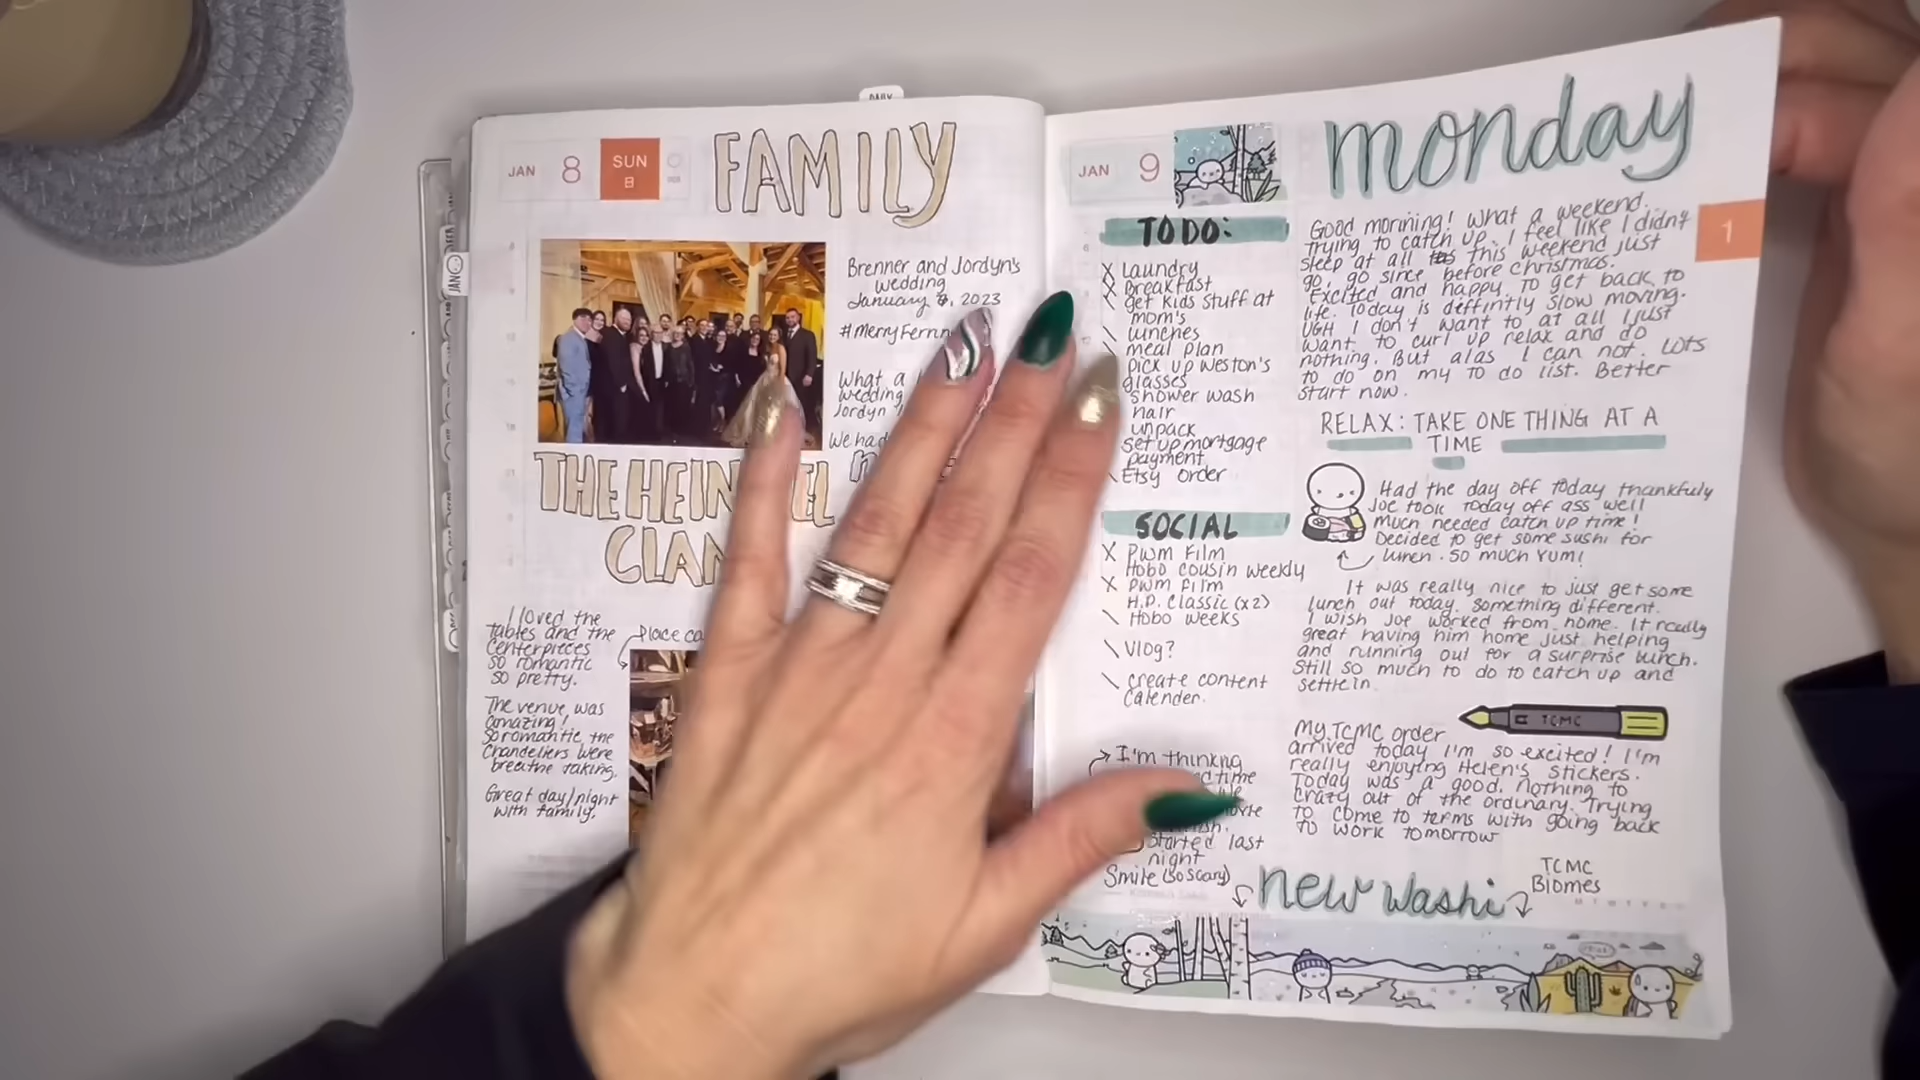 DAILY
JAN 8 SUN
FAMILY
JAN
Brenner and Jordyn's
wedding
January 7, 2023
#merryFern
What a
wedding
Jordyn
We had
THE HEIN EL
CLAN
I loved the
tables and the
centerpieces
so romantic
so pretty.
Place ca
The venue was
amazing!
So romantic the
chandeliers were
breathe taking.
Great day/night
with family.
JAN 9
monday
1
TO DO:
X Laundry
X Breakfast
X get kids stuff at
mom's
\ lunches
\ meal plan
pick up weston's
glasses
shower wash
hair
unpack
set up mortgage
payment
\ Etsy order
SOCIAL
X PWM Film
Hobo cousin weekly
X PWM Film
H.P. Classic (x2)
\ Hobo weeks
\ Vlog?
\ create content
calender.
I'm thinking
time
started last
night
Smile (so scary)
Good morning! What a weekend.
Trying to catch up. I feel like I didn't
sleep at all this weekend just
go, go since before christmas.
Excited and happy to get back to
life. Today is deffintly slow moving.
UGH I don't want to at all I just
want to curl up relax and do
nothing. But alas I can not. Lots
to do on my to do list. Better
start now.
RELAX: TAKE ONE THING AT A
TIME
Had the day off today thankfuly
Joe took today off ass well
Much needed catch up time!
Decided to get some sushi for
lunch. So much Yum!
It was really nice to just get some
lunch out today. Something different.
I wish Joe worked from home. It really
great having him home just helping
and running out for a surprise lunch.
Still so much to do to catch up and
settle in.
TCMC
My TCMC order
arrived today I'm so excited! I'm
really enjoying Helen's stickers.
Today was a good. Nothing to
crazy out of the ordinary. Trying
to come to terms with going back
to work tomorrow
new washi
TCMC
Biomes